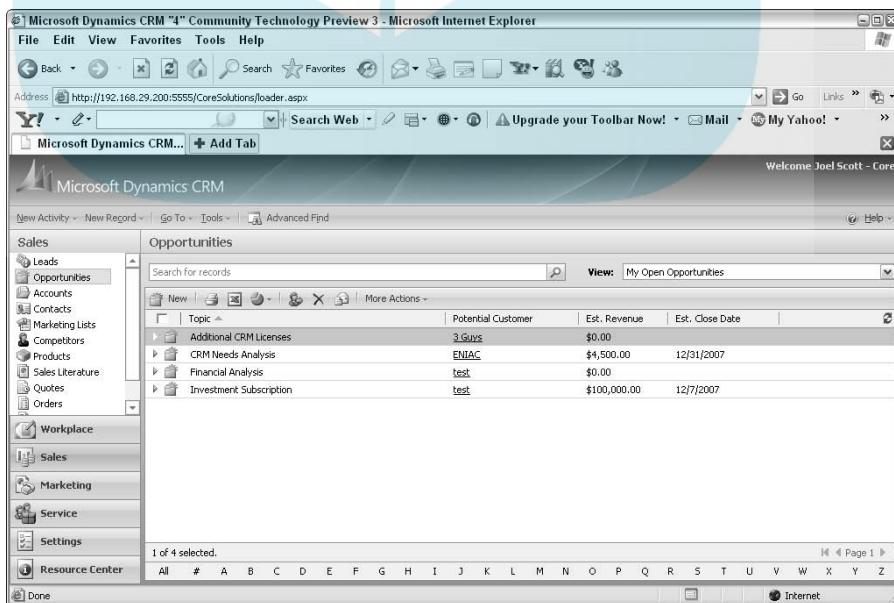 Microsoft Dynamics CRM "4" Community Technology Preview 3 - Microsoft Internet Explorer
File Edit View Favorites Tools Help
Back Search Favorites
Address http://192.168.29.200:5555/CoreSolutions/loader.aspx Go Links »
Y! Search Web Upgrade your Toolbar Now! Mail My Yahoo! »
Microsoft Dynamics CRM... Add Tab
Welcome Joel Scott - Core
Microsoft Dynamics CRM
New Activity New Record Go To Tools Advanced Find Help
Sales Opportunities
Leads
Search for records View: My Open Opportunities
Opportunities
Accounts
New More Actions
Contacts
Topic Potential Customer Est. Revenue Est. Close Date
Marketing Lists
Additional CRM Licenses 3 Guys $0.00
Competitors
CRM Needs Analysis ENIAC $4,500.00 12/31/2007
Products
Financial Analysis test $0.00
Sales Literature
Investment Subscription test $100,000.00 12/7/2007
Quotes
Orders
Workplace
Sales
Marketing
Service
Settings
1 of 4 selected. Page 1
Resource Center
All # A B C D E F G H I J K L M N O P Q R S T U V W X Y Z
Done Internet